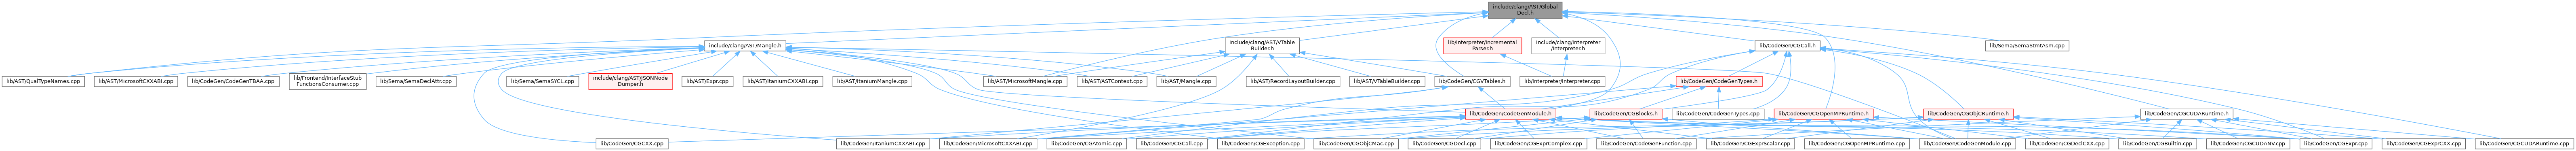 include/clang/AST/Global
Decl.h
include/clang/AST/Mangle.h
include/clang/AST/VTable
Builder.h
lib/Interpreter/Incremental
Parser.h
include/clang/Interpreter
/Interpreter.h
lib/CodeGen/CGCall.h
lib/Sema/SemaStmtAsm.cpp
lib/AST/QualTypeNames.cpp
lib/AST/MicrosoftCXXABI.cpp
lib/CodeGen/CodeGenTBAA.cpp
lib/Frontend/InterfaceStub
FunctionsConsumer.cpp
lib/Sema/SemaDeclAttr.cpp
lib/Sema/SemaSYCL.cpp
include/clang/AST/JSONNode
Dumper.h
lib/AST/Expr.cpp
lib/AST/ItaniumCXXABI.cpp
lib/AST/ItaniumMangle.cpp
lib/AST/MicrosoftMangle.cpp
lib/AST/ASTContext.cpp
lib/AST/Mangle.cpp
lib/AST/RecordLayoutBuilder.cpp
lib/AST/VTableBuilder.cpp
lib/CodeGen/CGVTables.h
lib/Interpreter/Interpreter.cpp
lib/CodeGen/CodeGenTypes.h
lib/CodeGen/CodeGenModule.h
lib/CodeGen/CGBlocks.h
lib/CodeGen/CodeGenTypes.cpp
lib/CodeGen/CGOpenMPRuntime.h
lib/CodeGen/CGObjCRuntime.h
lib/CodeGen/CGCUDARuntime.h
lib/CodeGen/CGCXX.cpp
lib/CodeGen/ItaniumCXXABI.cpp
lib/CodeGen/MicrosoftCXXABI.cpp
lib/CodeGen/CGAtomic.cpp
lib/CodeGen/CGCall.cpp
lib/CodeGen/CGException.cpp
lib/CodeGen/CGObjCMac.cpp
lib/CodeGen/CGDecl.cpp
lib/CodeGen/CGExprComplex.cpp
lib/CodeGen/CodeGenFunction.cpp
lib/CodeGen/CGExprScalar.cpp
lib/CodeGen/CGOpenMPRuntime.cpp
lib/CodeGen/CodeGenModule.cpp
lib/CodeGen/CGDeclCXX.cpp
lib/CodeGen/CGBuiltin.cpp
lib/CodeGen/CGCUDANV.cpp
lib/CodeGen/CGExpr.cpp
lib/CodeGen/CGExprCXX.cpp
lib/CodeGen/CGCUDARuntime.cpp